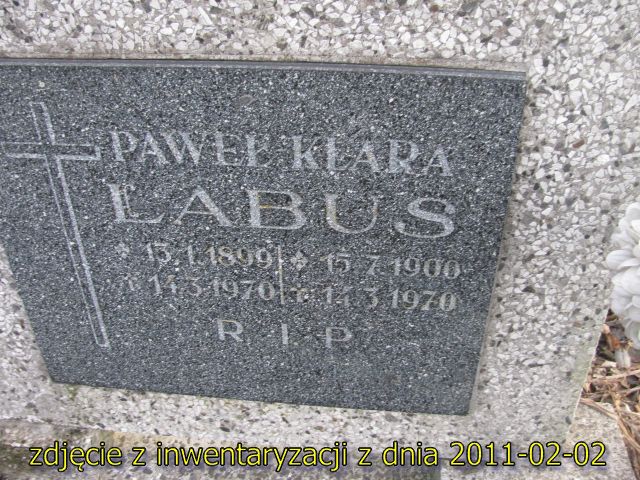 PAWEŁ KLARA
ŁABUS
* 13.1.1899 * 15.7.1900
† 14.3.1970 † 14.3.1970
R I P
zdjęcie z inwentaryzacji z dnia 2011-02-02